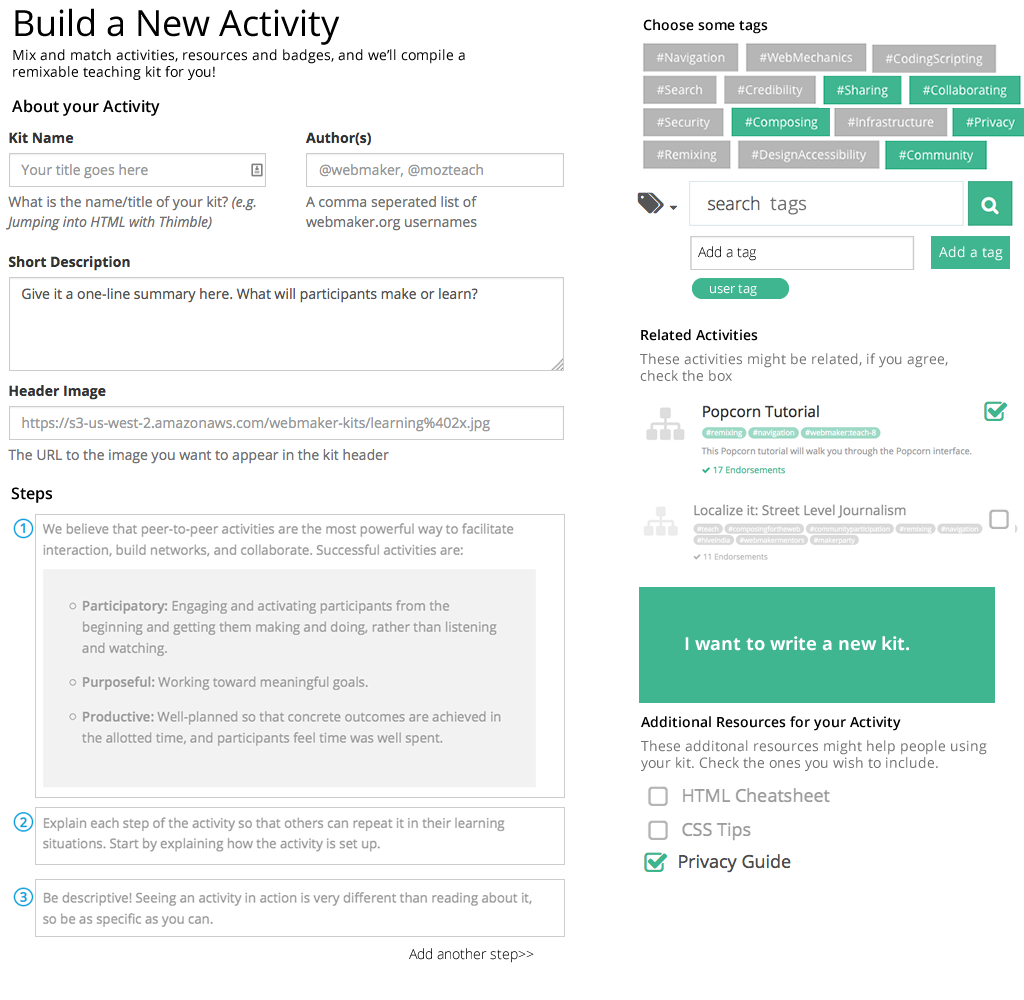 Build a New Activity
Mix and match activities, resources and badges, and we'll compile a
remixable teaching kit for you!
About your Activity
Kit Name
Author(s)
Your title goes here
@webmaker, @mozteach
What is the name/title of your kit? (e.g.
Jumping into HTML with Thimble)
A comma seperated list of
webmaker.org usernames
Short Description
Give it a one-line summary here. What will participants make or learn?
Header Image
https://s3-us-west-2.amazonaws.com/webmaker-kits/learning%402x.jpg
The URL to the image you want to appear in the kit header
Steps
1
We believe that peer-to-peer activities are the most powerful way to facilitate
interaction, build networks, and collaborate. Successful activities are:
Participatory: Engaging and activating participants from the
beginning and getting them making and doing, rather than listening
and watching.
Purposeful: Working toward meaningful goals.
Productive: Well-planned so that concrete outcomes are achieved in
the allotted time, and participants feel time was well spent.
2
Explain each step of the activity so that others can repeat it in their learning
situations. Start by explaining how the activity is set up.
3
Be descriptive! Seeing an activity in action is very different than reading about it,
so be as specific as you can.
Add another step>>
Choose some tags
#Navigation #WebMechanics #CodingScripting
#Search #Credibility #Sharing #Collaborating
#Security #Composing #Infrastructure #Privacy
#Remixing #DesignAccessibility #Community
search tags
Add a tag
Add a tag
user tag
Related Activities
These activities might be related, if you agree,
check the box
Popcorn Tutorial
#remixing #navigation #webmaker:teach-8
This Popcorn tutorial will walk you through the Popcorn interface.
17 Endorsements
Localize it: Street Level Journalism
#teach #composingfortheweb #communityparticipation #remixing #navigation
#hiveindia #webmakermentors #makerparty
11 Endorsements
I want to write a new kit.
Additional Resources for your Activity
These additonal resources might help people using
your kit. Check the ones you wish to include.
HTML Cheatsheet
CSS Tips
Privacy Guide